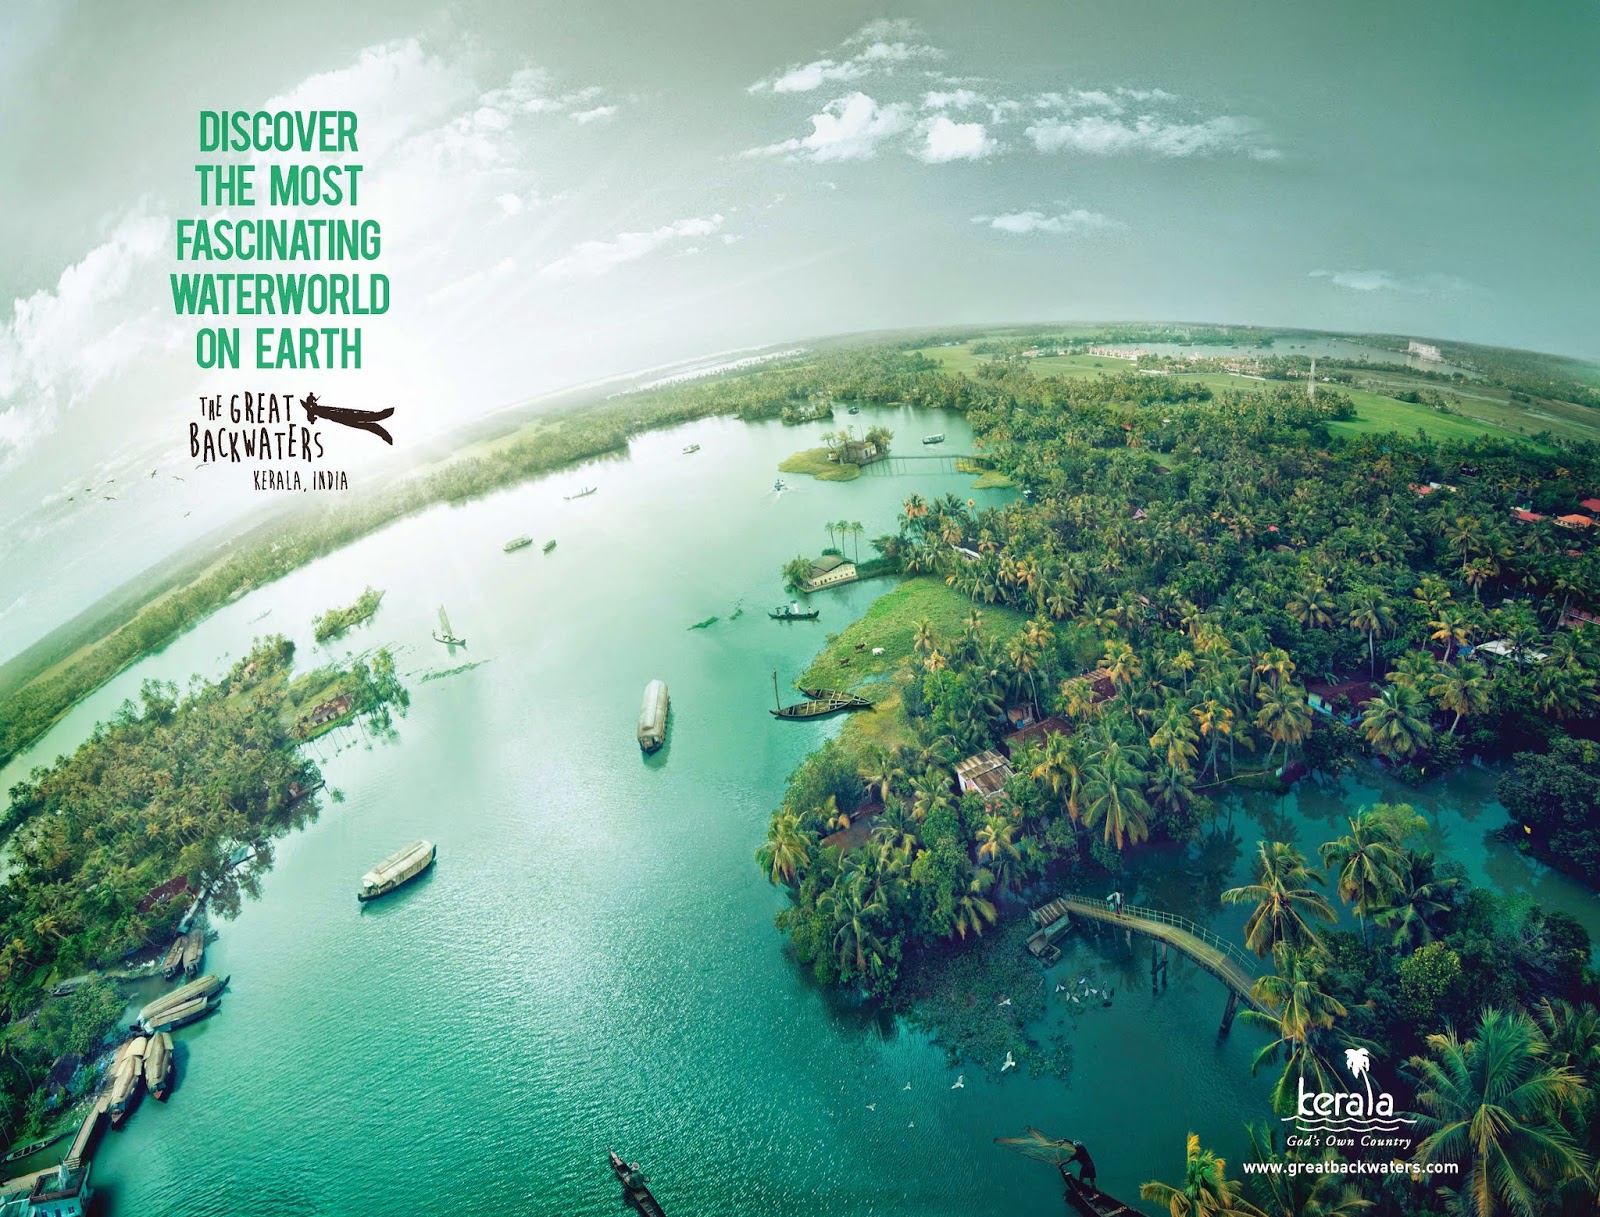 DISCOVER
THE MOST
FASCINATING
WATERWORLD
ON EARTH
THE GREAT
BACKWATERS
KERALA, INDIA
kerala
God's Own Country
www.greatbackwaters.com